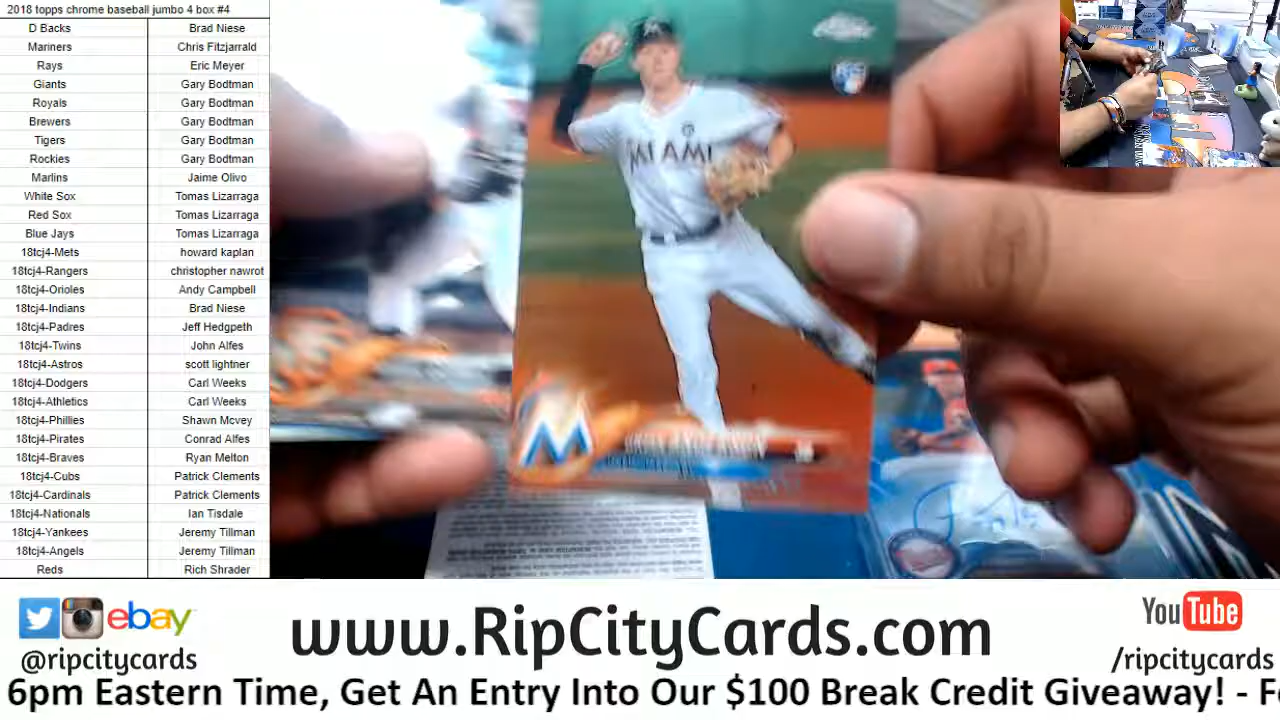 2018 topps chrome baseball jumbo 4 box #4
D Backs Brad Niese
Mariners Chris Fitzjarrald
Rays Eric Meyer
Giants Gary Bodtman
Royals Gary Bodtman
Brewers Gary Bodtman
Tigers Gary Bodtman
Rockies Gary Bodtman
Marlins Jaime Olivo
White Sox Tomas Lizarraga
Red Sox Tomas Lizarraga
Blue Jays Tomas Lizarraga
18tcj4-Mets howard kaplan
18tcj4-Rangers christopher nawrot
18tcj4-Orioles Andy Campbell
18tcj4-Indians Brad Niese
18tcj4-Padres Jeff Hedgpeth
18tcj4-Twins John Alfes
18tcj4-Astros scott lightner
18tcj4-Dodgers Carl Weeks
18tcj4-Athletics Carl Weeks
18tcj4-Phillies Shawn Mcvey
18tcj4-Pirates Conrad Alfes
18tcj4-Braves Ryan Melton
18tcj4-Cubs Patrick Clements
18tcj4-Cardinals Patrick Clements
18tcj4-Nationals Ian Tisdale
18tcj4-Yankees Jeremy Tillman
18tcj4-Angels Jeremy Tillman
Reds Rich Shrader
MIAMI
M
ebay
@ripcitycards
www.RipCityCards.com
YouTube
/ripcitycards
6pm Eastern Time, Get An Entry Into Our $100 Break Credit Giveaway! - F